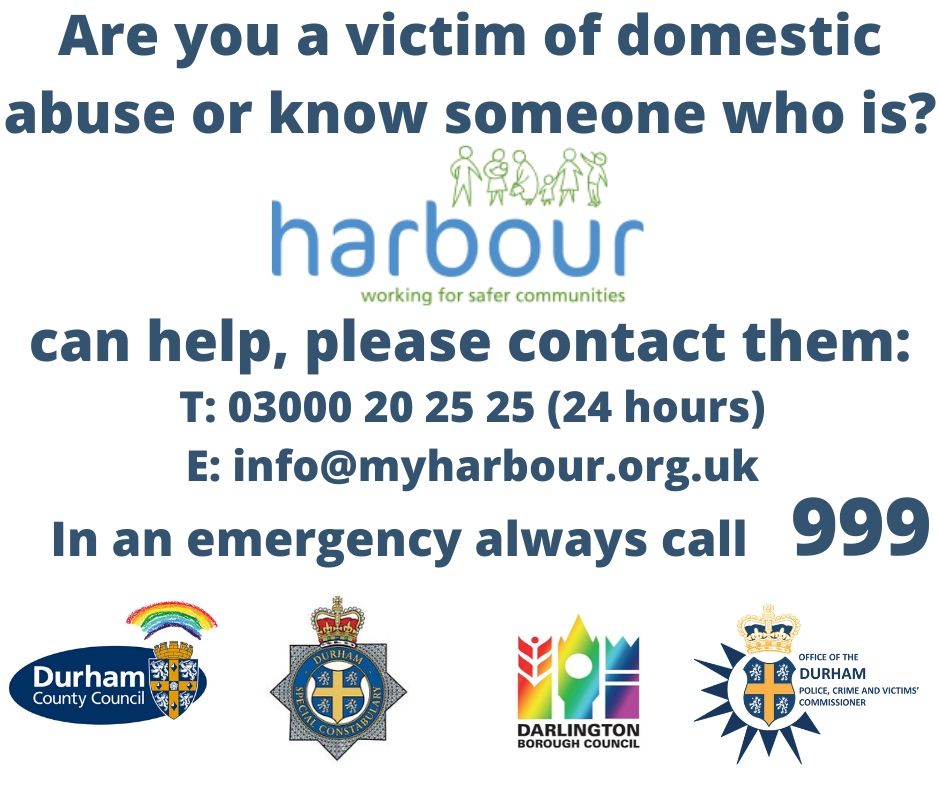 Are you a victim of domestic
abuse or know someone who is?
harbour
working for safer communities
can help, please contact them:
T: 03000 20 25 25 (24 hours)
E: info@myharbour.org.uk
In an emergency always call 999
Durham
County Council
DURHAM
SPECIAL CONSTABULARY
DARLINGTON
BOROUGH COUNCIL
OFFICE OF THE
DURHAM
POLICE, CRIME AND VICTIMS'
COMMISSIONER